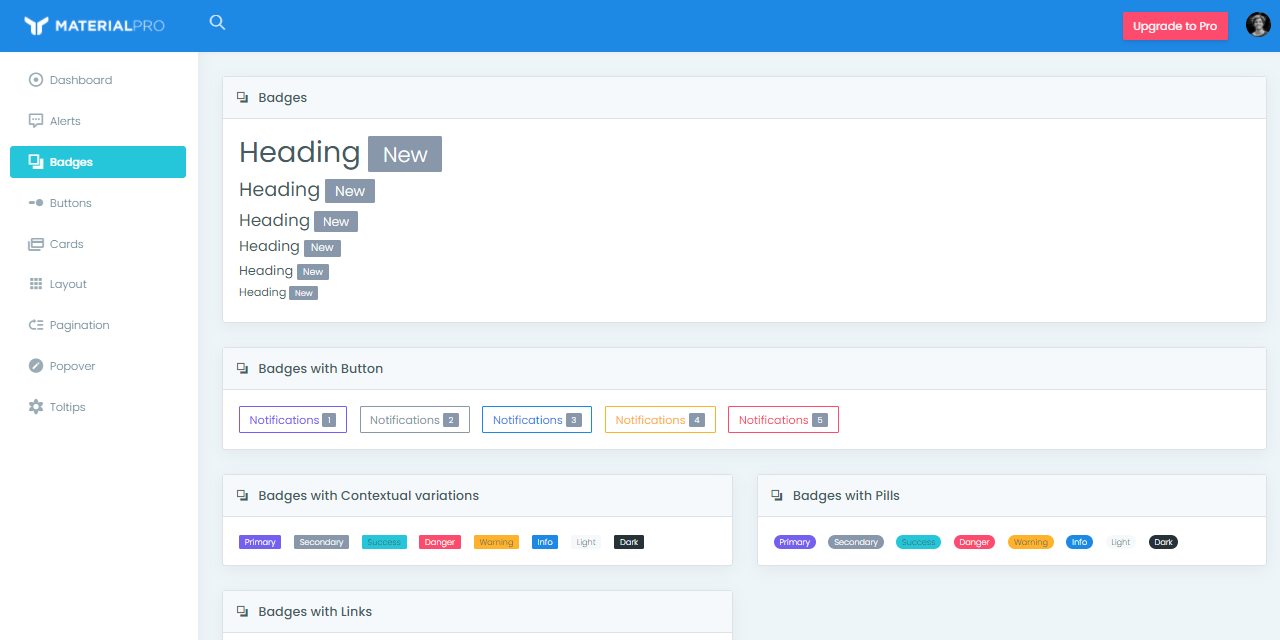 MATERIALPRO
Upgrade to Pro
Dashboard
Alerts
Badges
Buttons
Cards
Layout
Pagination
Popover
Toltips
Badges
Heading New
Heading New
Heading New
Heading New
Heading New
Heading New
Badges with Button
Notifications 1 Notifications 2 Notifications 3 Notifications 4 Notifications 5
Badges with Contextual variations
Primary Secondary Success Danger Warning Info Light Dark
Badges with Pills
Primary Secondary Success Danger Warning Info Light Dark
Badges with Links